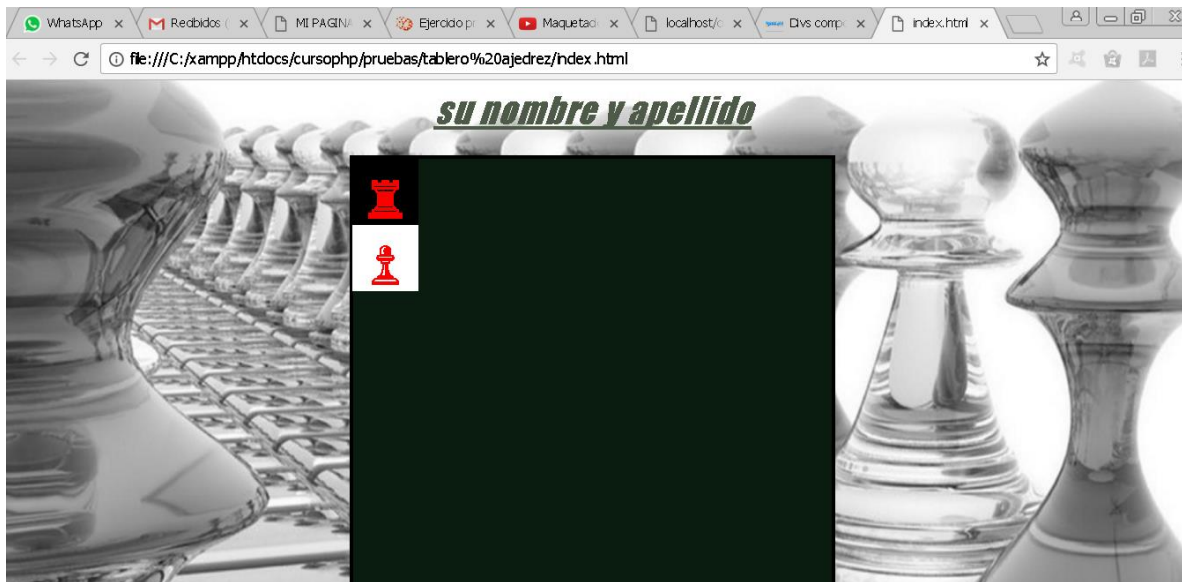 WhatsApp
Recibidos (
MI PAGINA
Ejercicio pr
Maquetad
localhost/c
Divs comp
index.html
file:///C:/xampp/htdocs/cursophp/pruebas/tablero%20ajedrez/index.html
su nombre y apellido